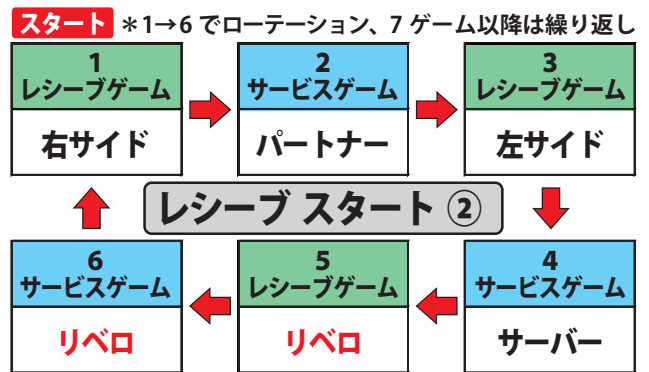 スタート ＊1→6 でローテーション、7 ゲーム以降は繰り返し
1
レシーブゲーム
右サイド
2
サービスゲーム
パートナー
3
レシーブゲーム
左サイド
レシーブ スタート ②
6
サービスゲーム
リベロ
5
レシーブゲーム
リベロ
4
サービスゲーム
サーバー